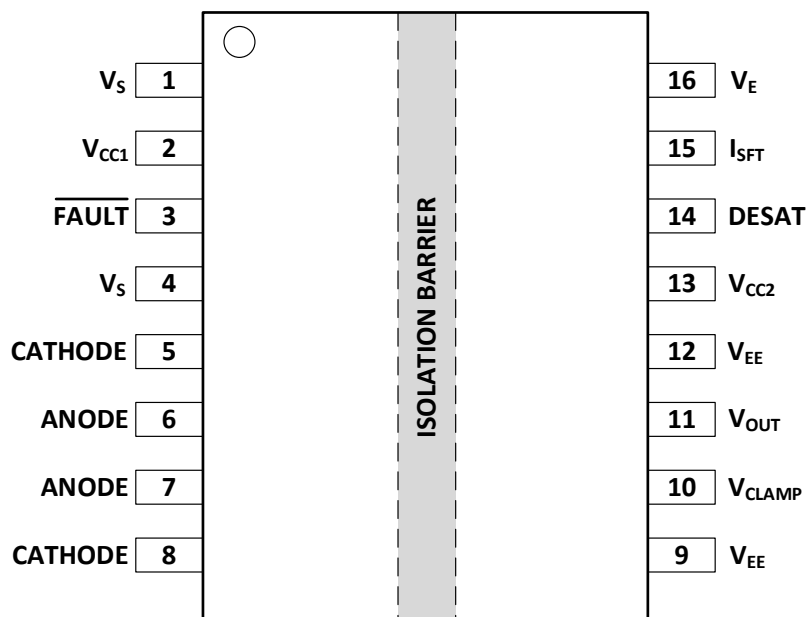 V_S 1
V_CC1 2
FAULT 3
V_S 4
CATHODE 5
ANODE 6
ANODE 7
CATHODE 8
ISOLATION BARRIER
16 V_E
15 I_SFT
14 DESAT
13 V_CC2
12 V_EE
11 V_OUT
10 V_CLAMP
9 V_EE